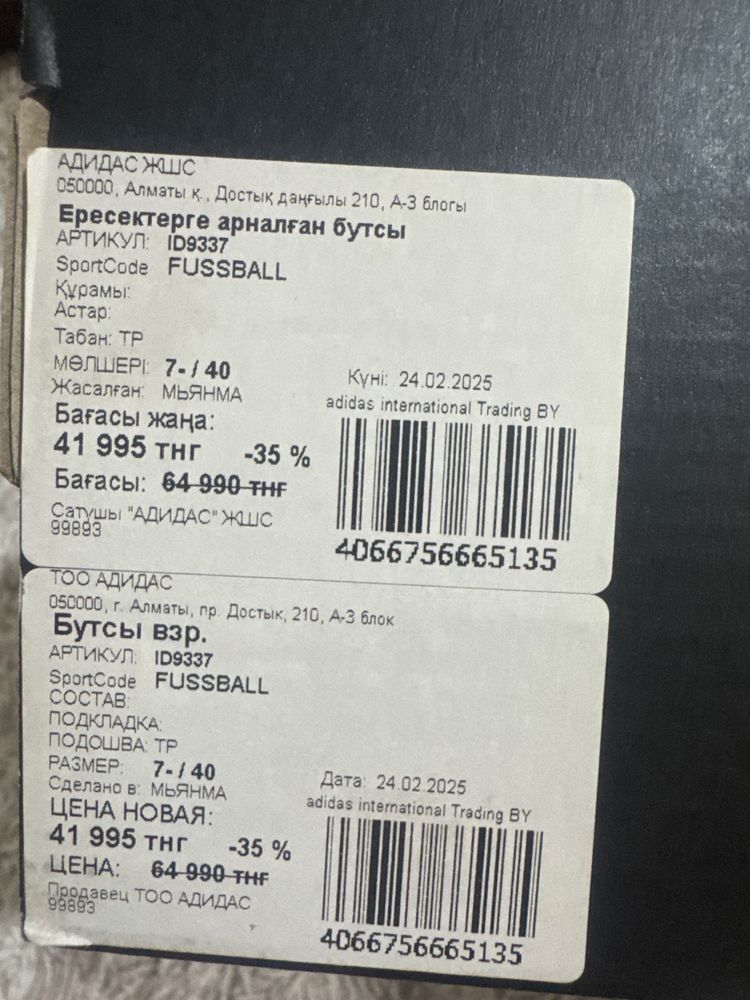 АДИДАС ЖШС
050000, Алматы қ., Достық даңғылы 210, А-3 блогы
Ересектерге арналған бутсы
АРТИКУЛ: ID9337
SportCode FUSSBALL
Құрамы:
Астар:
Табан: ТР
МӨЛШЕРІ: 7- / 40
Жасалған: МЬЯНМА
Күні: 24.02.2025
adidas international Trading BY
Бағасы жаңа:
41 995 тнг -35 %
Бағасы: 64 990 тнг
Сатушы "АДИДАС" ЖШС
99893
4066756665135
ТОО АДИДАС
050000, г. Алматы, пр. Достык, 210, А-3 блок
Бутсы взр.
АРТИКУЛ: ID9337
SportCode FUSSBALL
СОСТАВ:
ПОДКЛАДКА:
ПОДОШВА: ТР
РАЗМЕР: 7- / 40
Сделано в: МЬЯНМА
Дата: 24.02.2025
adidas international Trading BY
ЦЕНА НОВАЯ:
41 995 тнг -35 %
ЦЕНА: 64 990 тнг
Продавец ТОО АДИДАС
99893
4066756665135